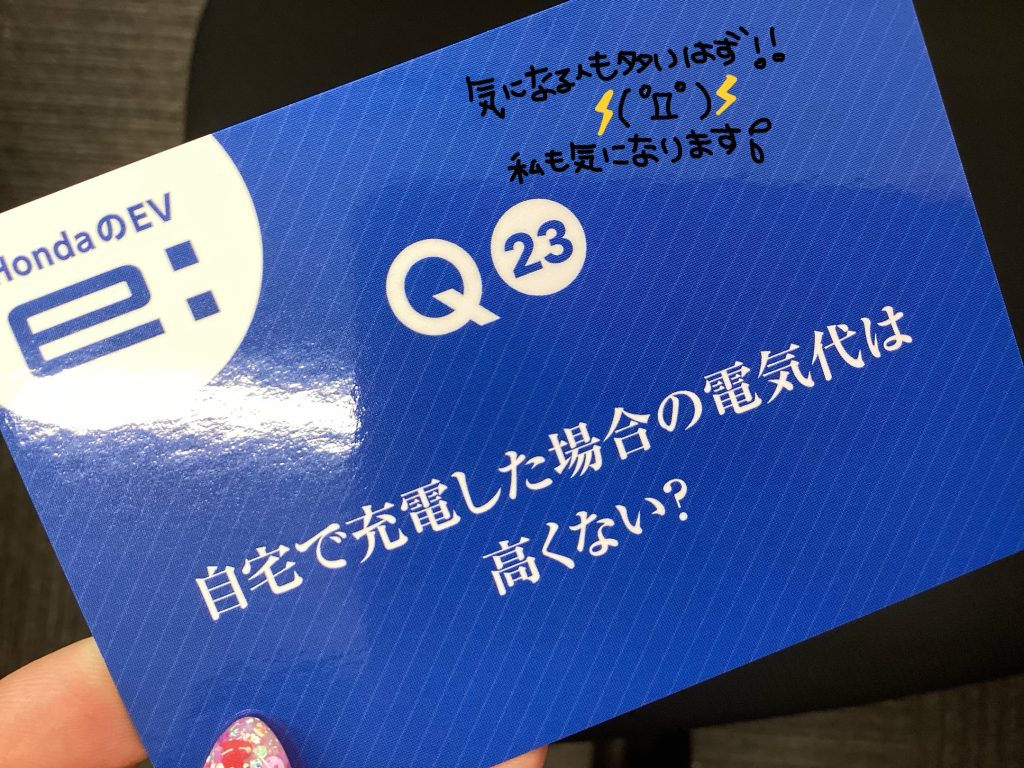 気になる人も多いはず!!
(ﾟДﾟ)
私も気になります
HondaのEV
e:
Q 23
自宅で充電した場合の電気代は
高くない?